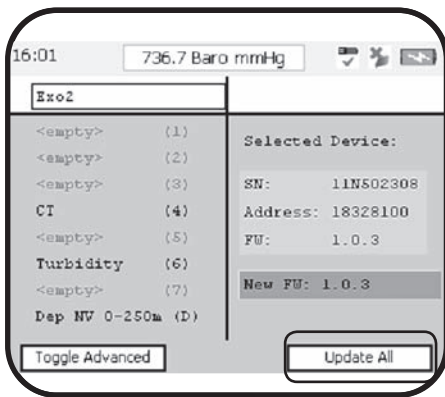 16:01 736.7 Baro mmHg
Exo2
<empty> (1)
<empty> (2)
<empty> (3)
CT (4)
<empty> (5)
Turbidity (6)
<empty> (7)
Dep NV 0-250m (D)
Selected Device:
SN: 11N502308
Address: 18328100
FW: 1.0.3
New FW: 1.0.3
Toggle Advanced
Update All